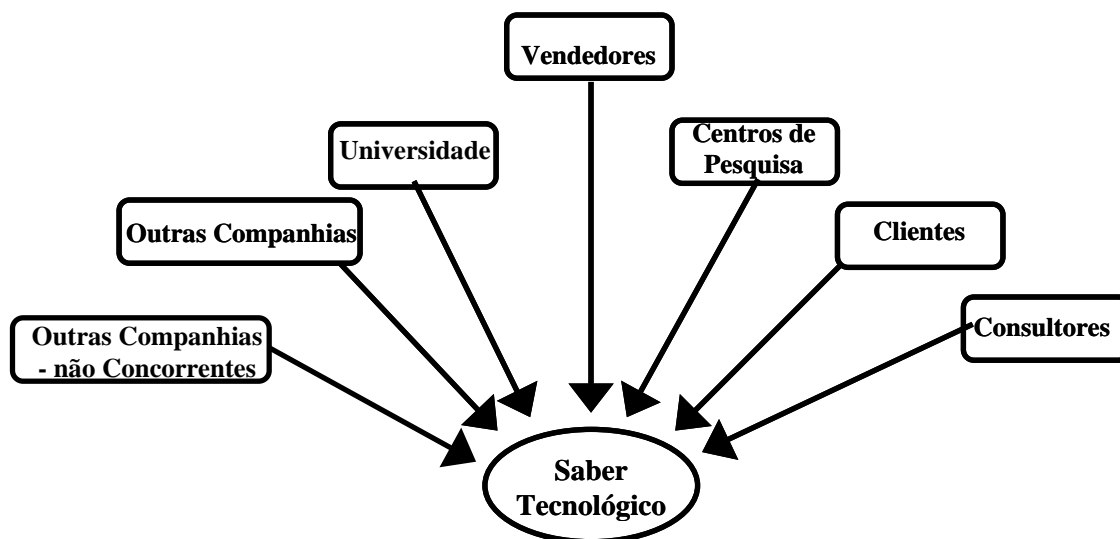 Vendedores
Universidade
Centros de
Pesquisa
Outras Companhias
Clientes
Outras Companhias
- não Concorrentes
Consultores
Saber
Tecnológico